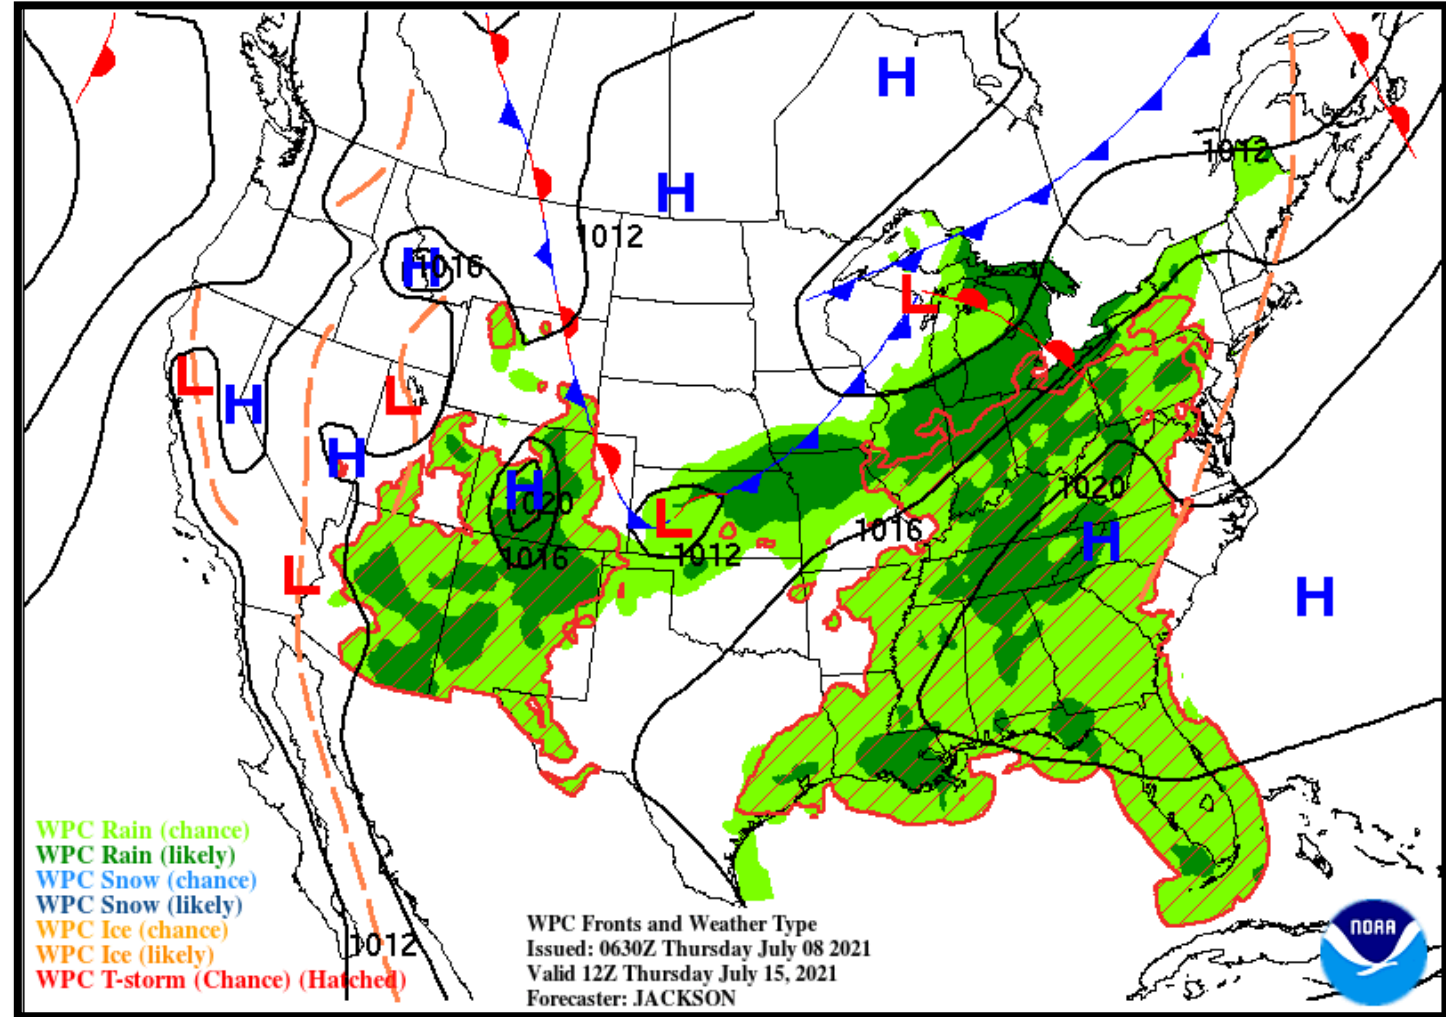 H
1012
H
1012
H
1016
L
L
H
L
H
H
1020
1020
1016
L
1016
1012
H
L
H
WPC Rain (chance)
WPC Rain (likely)
WPC Snow (chance)
WPC Snow (likely)
WPC Ice (chance)
WPC Ice (likely)
WPC T-storm (Chance) (Hatched)
1012
WPC Fronts and Weather Type
Issued: 0630Z Thursday July 08 2021
Valid 12Z Thursday July 15, 2021
Forecaster: JACKSON
NOAA